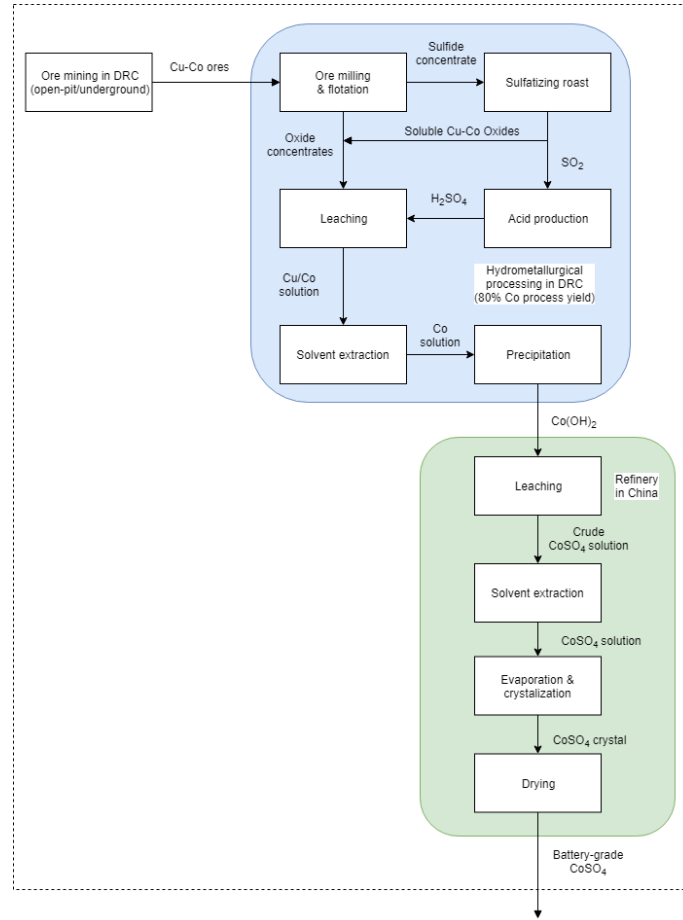 Ore mining in DRC
(open-pit/underground)
Cu-Co ores
Ore milling
& flotation
Sulfide
concentrate
Sulfatizing roast
Oxide
concentrates
Soluble Cu-Co Oxides
SO2
Leaching
H2SO4
Acid production
Cu/Co
solution
Hydrometallurgical
processing in DRC
(80% Co process yield)
Solvent extraction
Co
solution
Precipitation
Co(OH)2
Leaching
Refinery
in China
Crude
CoSO4 solution
Solvent extraction
CoSO4 solution
Evaporation &
crystalization
CoSO4 crystal
Drying
Battery-grade
CoSO4